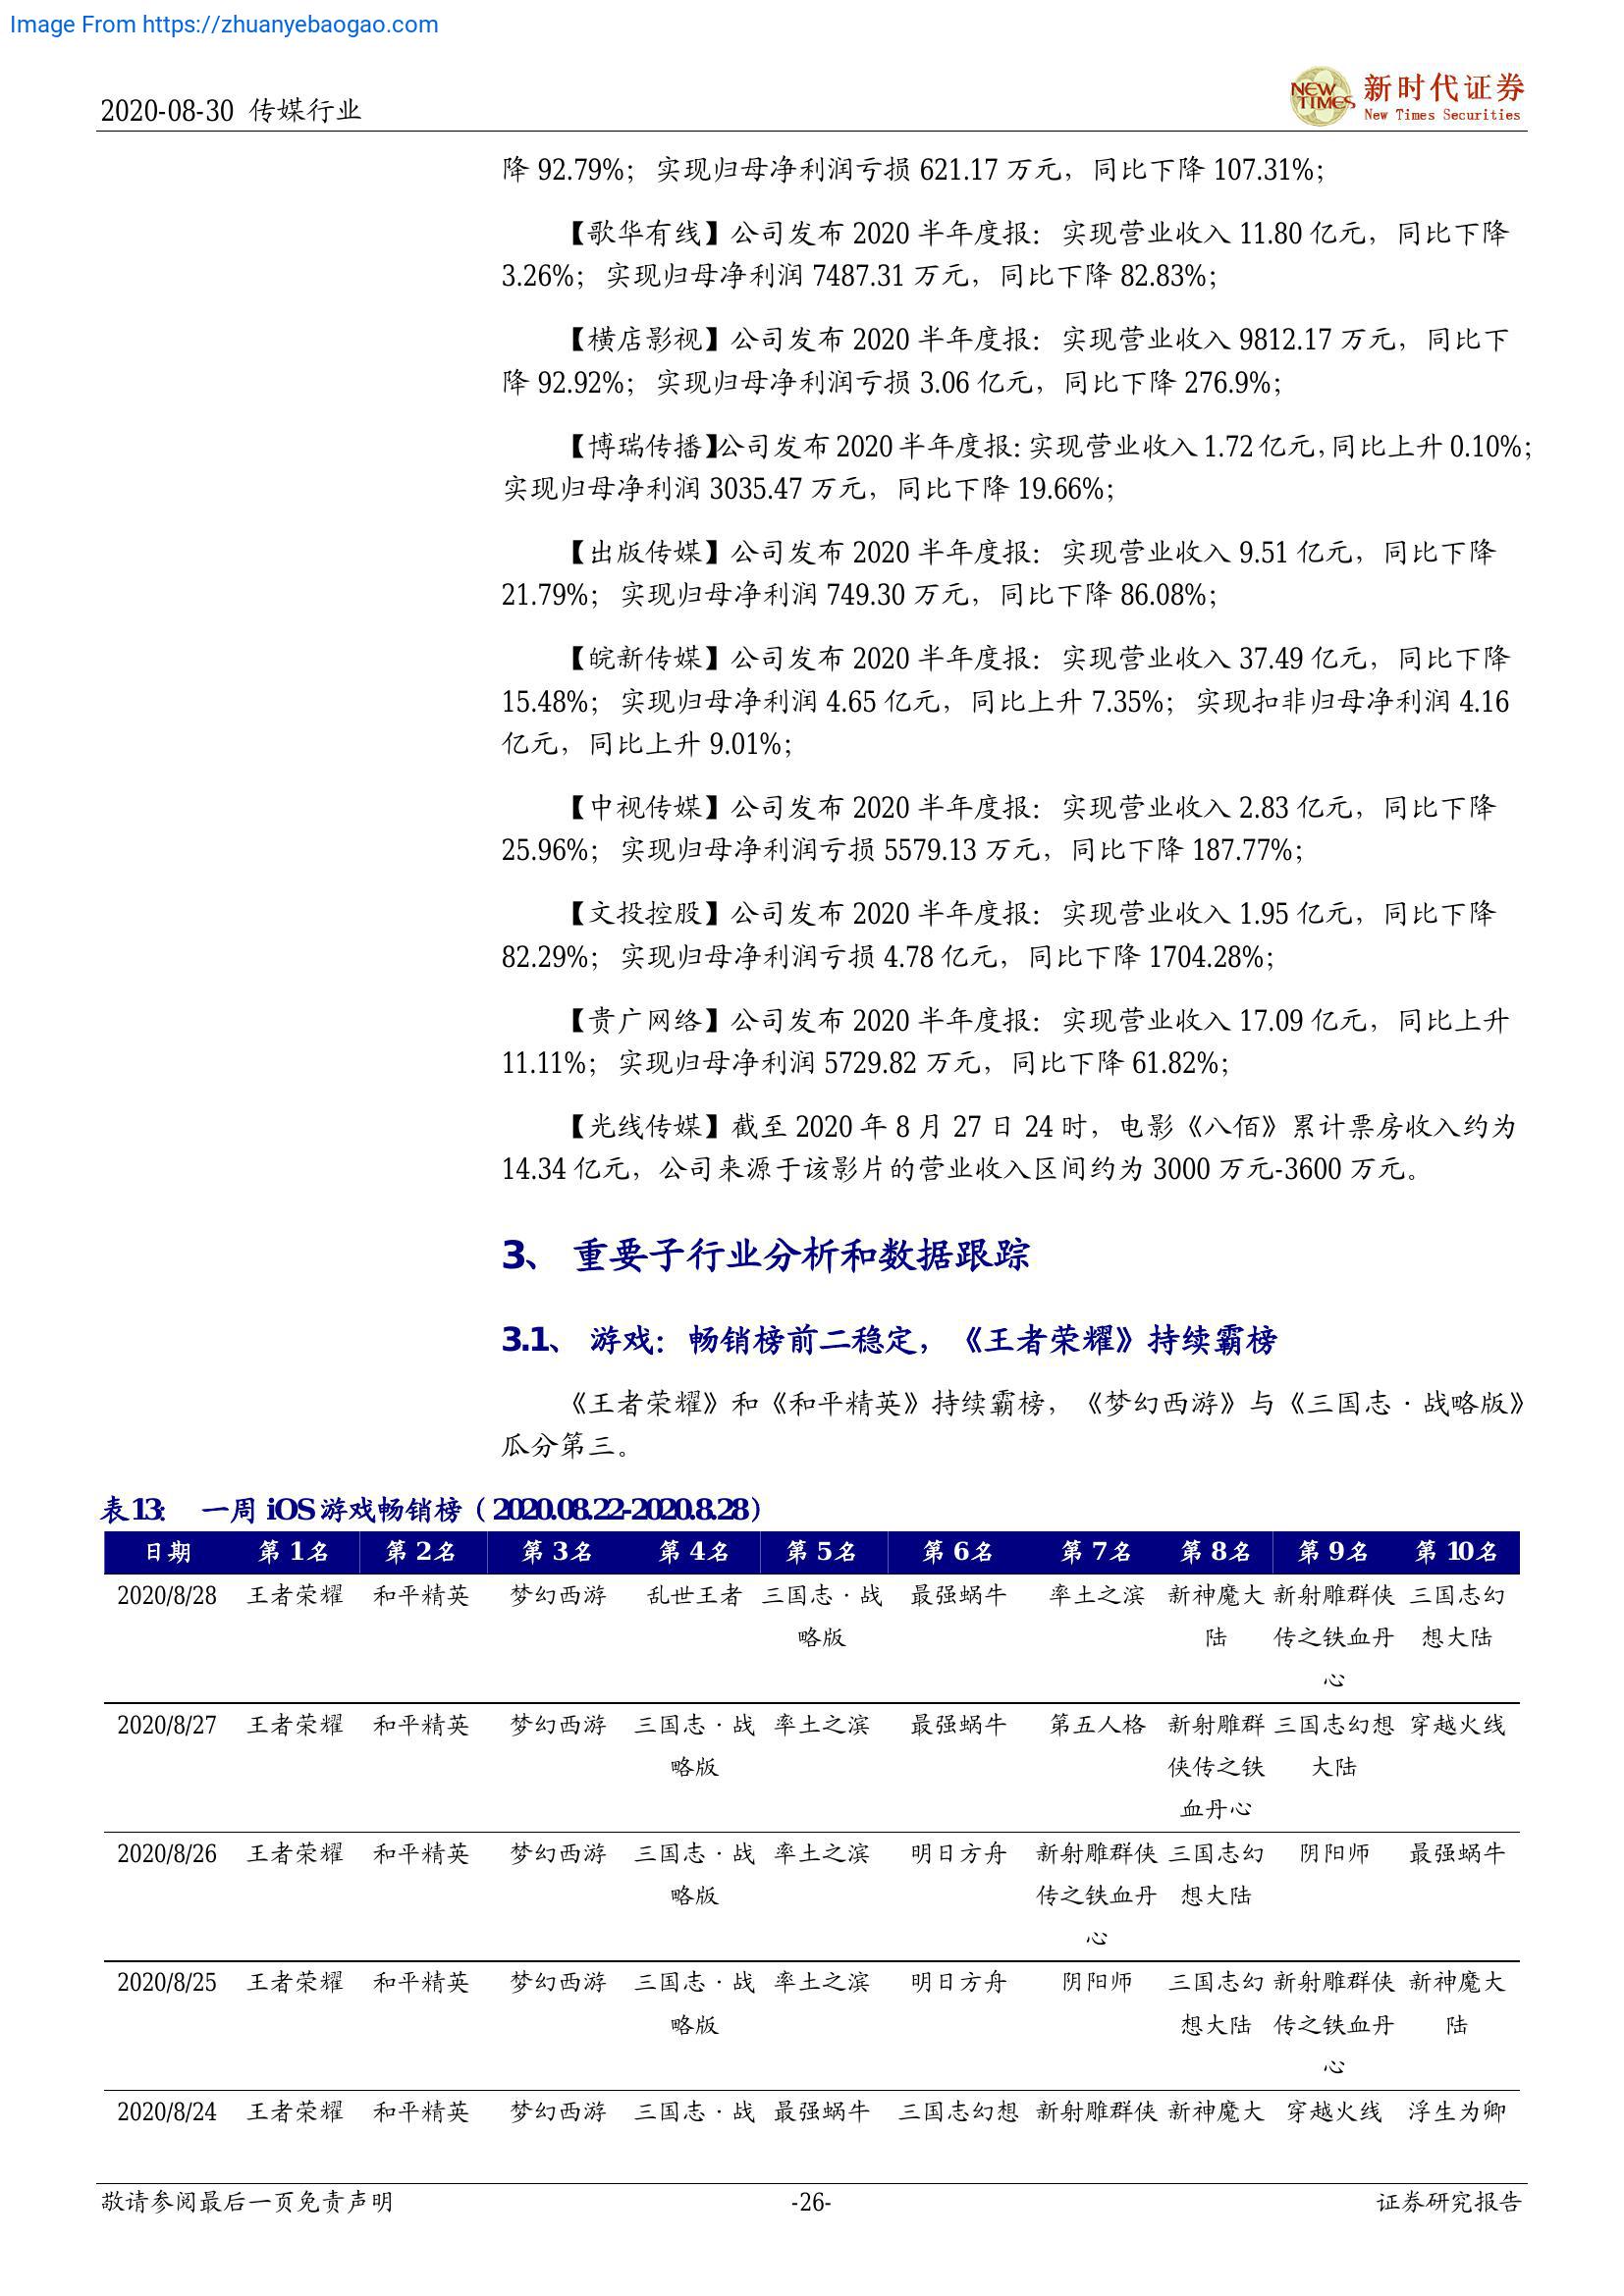 Image From https://zhuanyebaogao.com
2020-08-30 传媒行业
NEW TIMES 新时代证券
New Times Securities
降 92.79%；实现归母净利润亏损 621.17 万元，同比下降 107.31%；
【歌华有线】公司发布 2020 半年度报：实现营业收入 11.80 亿元，同比下降
3.26%；实现归母净利润 7487.31 万元，同比下降 82.83%；
【横店影视】公司发布 2020 半年度报：实现营业收入 9812.17 万元，同比下
降 92.92%；实现归母净利润亏损 3.06 亿元，同比下降 276.9%；
【博瑞传播】公司发布 2020 半年度报：实现营业收入 1.72 亿元，同比上升 0.10%；
实现归母净利润 3035.47 万元，同比下降 19.66%；
【出版传媒】公司发布 2020 半年度报：实现营业收入 9.51 亿元，同比下降
21.79%；实现归母净利润 749.30 万元，同比下降 86.08%；
【皖新传媒】公司发布 2020 半年度报：实现营业收入 37.49 亿元，同比下降
15.48%；实现归母净利润 4.65 亿元，同比上升 7.35%；实现扣非归母净利润 4.16
亿元，同比上升 9.01%；
【中视传媒】公司发布 2020 半年度报：实现营业收入 2.83 亿元，同比下降
25.96%；实现归母净利润亏损 5579.13 万元，同比下降 187.77%；
【文投控股】公司发布 2020 半年度报：实现营业收入 1.95 亿元，同比下降
82.29%；实现归母净利润亏损 4.78 亿元，同比下降 1704.28%；
【贵广网络】公司发布 2020 半年度报：实现营业收入 17.09 亿元，同比上升
11.11%；实现归母净利润 5729.82 万元，同比下降 61.82%；
【光线传媒】截至 2020 年 8 月 27 日 24 时，电影《八佰》累计票房收入约为
14.34 亿元，公司来源于该影片的营业收入区间约为 3000 万元-3600 万元。
3、 重要子行业分析和数据跟踪
3.1、 游戏：畅销榜前二稳定，《王者荣耀》持续霸榜
《王者荣耀》和《和平精英》持续霸榜，《梦幻西游》与《三国志·战略版》
瓜分第三。
表13： 一周 iOS 游戏畅销榜（2020.08.22-2020.8.28）
日期 第 1名 第 2名 第 3名 第 4名 第 5名 第 6名 第 7名 第 8名 第 9名 第 10名
2020/8/28 王者荣耀 和平精英 梦幻西游 乱世王者 三国志·战 最强蜗牛 率土之滨 新神魔大 新射雕群侠 三国志幻
略版 陆 传之铁血丹 想大陆
心
2020/8/27 王者荣耀 和平精英 梦幻西游 三国志·战 率土之滨 最强蜗牛 第五人格 新射雕群 三国志幻想 穿越火线
略版 侠传之铁 大陆
血丹心
2020/8/26 王者荣耀 和平精英 梦幻西游 三国志·战 率土之滨 明日方舟 新射雕群侠 三国志幻 阴阳师 最强蜗牛
略版 传之铁血丹 想大陆
心
2020/8/25 王者荣耀 和平精英 梦幻西游 三国志·战 率土之滨 明日方舟 阴阳师 三国志幻 新射雕群侠 新神魔大
略版 想大陆 传之铁血丹 陆
心
2020/8/24 王者荣耀 和平精英 梦幻西游 三国志·战 最强蜗牛 三国志幻想 新射雕群侠 新神魔大 穿越火线 浮生为卿
敬请参阅最后一页免责声明 -26- 证券研究报告